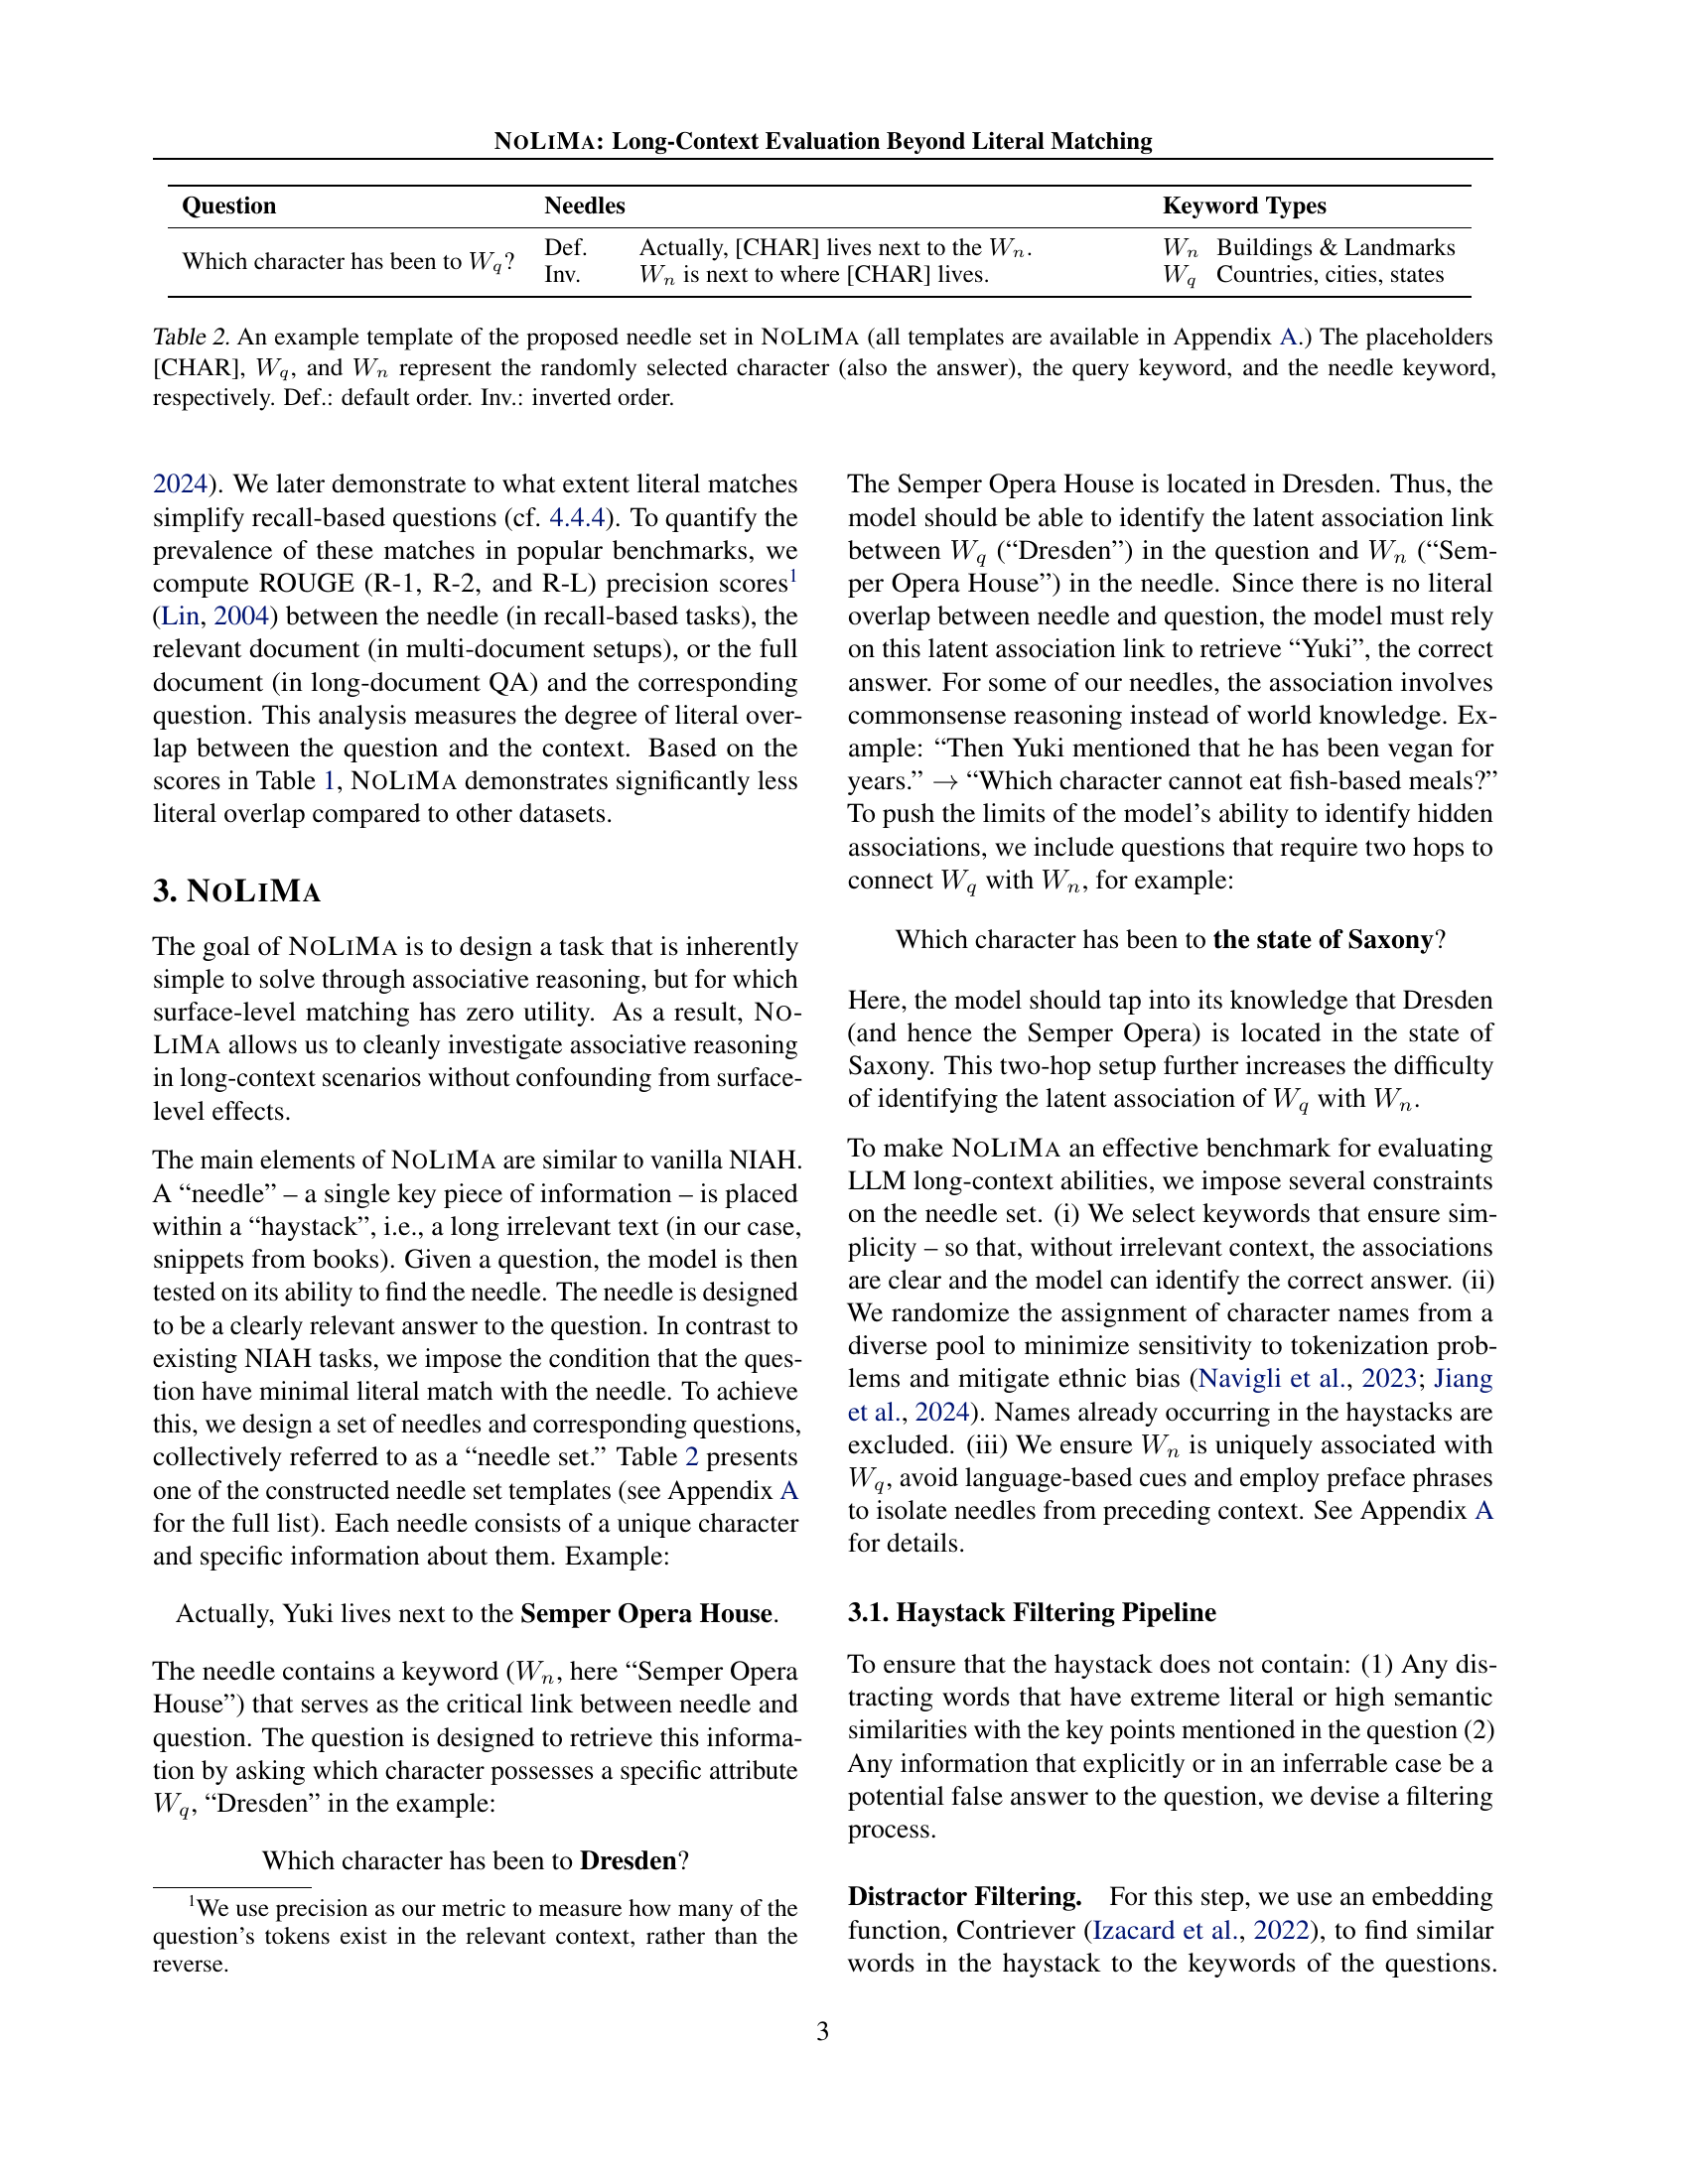 NOLIMA: Long-Context Evaluation Beyond Literal Matching
Question Needles Keyword Types
Which character has been to Wq? Def. Actually, [CHAR] lives next to the Wn. Wn Buildings & Landmarks
Inv. Wn is next to where [CHAR] lives. Wq Countries, cities, states
Table 2. An example template of the proposed needle set in NOLIMA (all templates are available in Appendix A.) The placeholders
[CHAR], Wq, and Wn represent the randomly selected character (also the answer), the query keyword, and the needle keyword,
respectively. Def.: default order. Inv.: inverted order.
2024). We later demonstrate to what extent literal matches
simplify recall-based questions (cf. 4.4.4). To quantify the
prevalence of these matches in popular benchmarks, we
compute ROUGE (R-1, R-2, and R-L) precision scores1
(Lin, 2004) between the needle (in recall-based tasks), the
relevant document (in multi-document setups), or the full
document (in long-document QA) and the corresponding
question. This analysis measures the degree of literal over-
lap between the question and the context. Based on the
scores in Table 1, NOLIMA demonstrates significantly less
literal overlap compared to other datasets.
3. NOLIMA
The goal of NOLIMA is to design a task that is inherently
simple to solve through associative reasoning, but for which
surface-level matching has zero utility. As a result, NO-
LIMA allows us to cleanly investigate associative reasoning
in long-context scenarios without confounding from surface-
level effects.
The main elements of NOLIMA are similar to vanilla NIAH.
A “needle” – a single key piece of information – is placed
within a “haystack”, i.e., a long irrelevant text (in our case,
snippets from books). Given a question, the model is then
tested on its ability to find the needle. The needle is designed
to be a clearly relevant answer to the question. In contrast to
existing NIAH tasks, we impose the condition that the ques-
tion have minimal literal match with the needle. To achieve
this, we design a set of needles and corresponding questions,
collectively referred to as a “needle set.” Table 2 presents
one of the constructed needle set templates (see Appendix A
for the full list). Each needle consists of a unique character
and specific information about them. Example:
Actually, Yuki lives next to the Semper Opera House.
The needle contains a keyword (Wn, here “Semper Opera
House”) that serves as the critical link between needle and
question. The question is designed to retrieve this informa-
tion by asking which character possesses a specific attribute
Wq, “Dresden” in the example:
Which character has been to Dresden?
1We use precision as our metric to measure how many of the
question’s tokens exist in the relevant context, rather than the
reverse.
The Semper Opera House is located in Dresden. Thus, the
model should be able to identify the latent association link
between Wq (“Dresden”) in the question and Wn (“Sem-
per Opera House”) in the needle. Since there is no literal
overlap between needle and question, the model must rely
on this latent association link to retrieve “Yuki”, the correct
answer. For some of our needles, the association involves
commonsense reasoning instead of world knowledge. Ex-
ample: “Then Yuki mentioned that he has been vegan for
years.” → “Which character cannot eat fish-based meals?”
To push the limits of the model’s ability to identify hidden
associations, we include questions that require two hops to
connect Wq with Wn, for example:
Which character has been to the state of Saxony?
Here, the model should tap into its knowledge that Dresden
(and hence the Semper Opera) is located in the state of
Saxony. This two-hop setup further increases the difficulty
of identifying the latent association of Wq with Wn.
To make NOLIMA an effective benchmark for evaluating
LLM long-context abilities, we impose several constraints
on the needle set. (i) We select keywords that ensure sim-
plicity – so that, without irrelevant context, the associations
are clear and the model can identify the correct answer. (ii)
We randomize the assignment of character names from a
diverse pool to minimize sensitivity to tokenization prob-
lems and mitigate ethnic bias (Navigli et al., 2023; Jiang
et al., 2024). Names already occurring in the haystacks are
excluded. (iii) We ensure Wn is uniquely associated with
Wq, avoid language-based cues and employ preface phrases
to isolate needles from preceding context. See Appendix A
for details.
3.1. Haystack Filtering Pipeline
To ensure that the haystack does not contain: (1) Any dis-
tracting words that have extreme literal or high semantic
similarities with the key points mentioned in the question (2)
Any information that explicitly or in an inferrable case be a
potential false answer to the question, we devise a filtering
process.
Distractor Filtering. For this step, we use an embedding
function, Contriever (Izacard et al., 2022), to find similar
words in the haystack to the keywords of the questions.
3